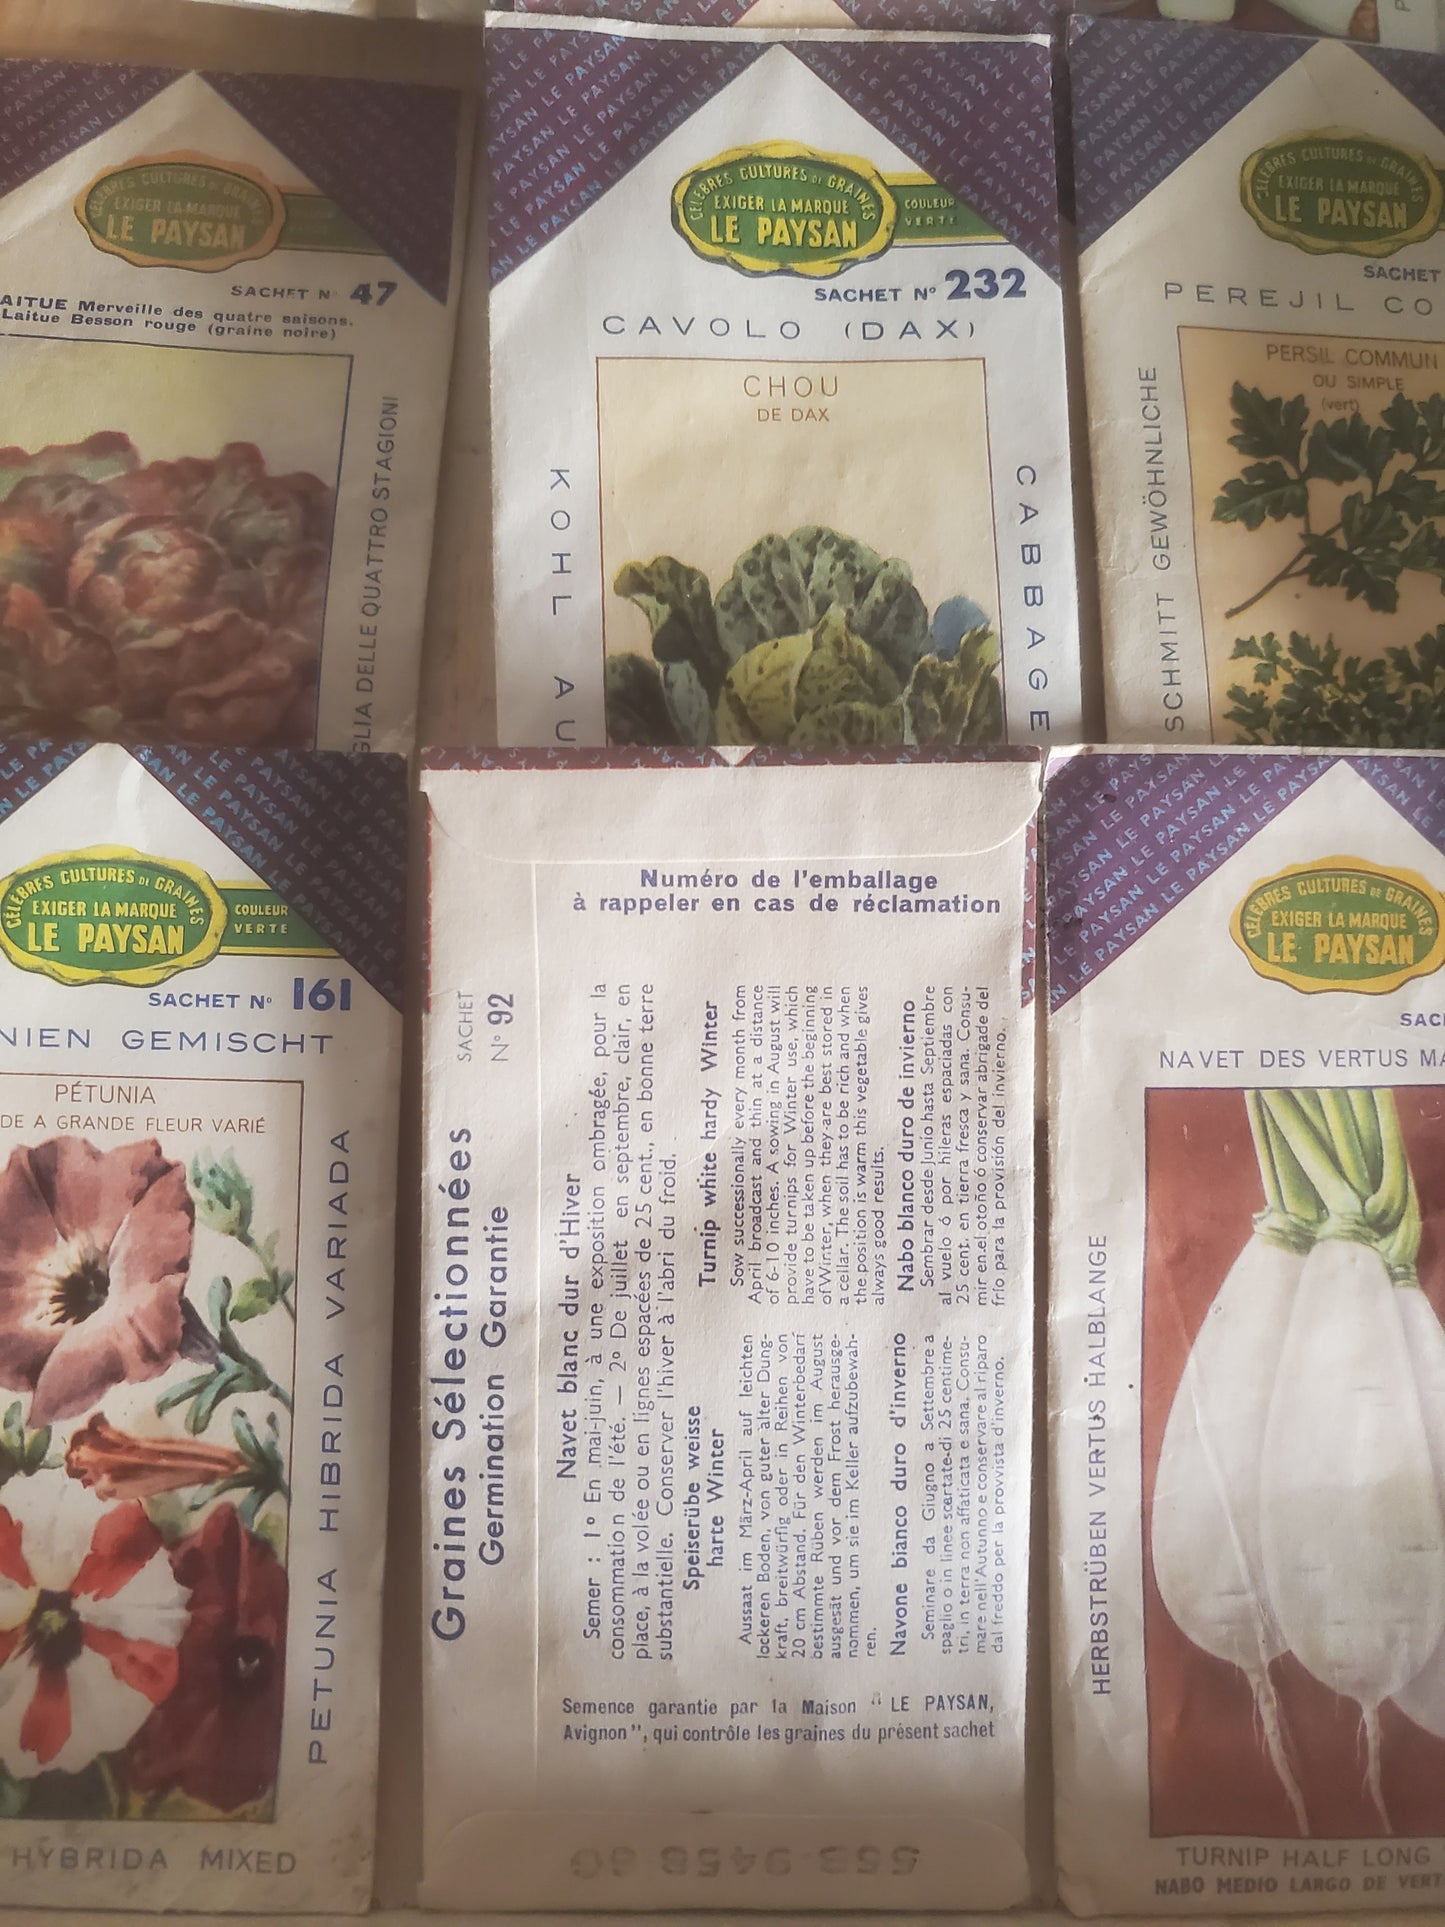 CÉLÈBRES CULTURES DE GRAINES
EXIGER LA MARQUE
LE PAYSAN
SACHET N° 47
LAITUE Merveille des quatre saisons.
Laitue Besson rouge (graine noire)
GLIA DELLE QUATTRO STAGIONI
CÉLÈBRES CULTURES DE GRAINES
EXIGER LA MARQUE
LE PAYSAN
COULEUR
VERTE
SACHET N° 232
CAVOLO (DAX)
CHOU
DE DAX
KOHL AU
CABBAGE
CÉLÈBRES CULTURES DE GRAINES
EXIGER LA MARQUE
LE PAYSAN
SACHET
PEREJIL CO
PERSIL COMMUN
OU SIMPLE
(vert)
SCHMITT GEWÖHNLICHE
CÉLÈBRES CULTURES DE GRAINES
EXIGER LA MARQUE
LE PAYSAN
COULEUR
VERTE
SACHET N° 161
NIEN GEMISCHT
PÉTUNIA
DE A GRANDE FLEUR VARIÉ
PETUNIA HIBRIDA VARIADA
HYBRIDA MIXED
Numéro de l'emballage
à rappeler en cas de réclamation
SACHET
N° 92
Graines Sélectionnées
Germination Garantie
Navet blanc dur d'Hiver
Semer : 1° En mai-juin, à une exposition ombragée, pour la
consommation de l'été. — 2° De juillet en septembre, clair, en
place, à la volée ou en lignes espacées de 25 cent., en bonne terre
substantielle. Conserver l'hiver à l'abri du froid.
Speiserübe weisse
harte Winter
Aussaat im März-April auf leichten
lockeren Boden, von guter alter Dung-
kraft, breitwürfig oder in Reihen von
20 cm Abstand. Für den Winterbedarf
bestimmte Rüben werden im August
ausgesät und vor dem Frost herausge-
nommen, um sie im Keller aufzubewah-
ren.
Turnip white hardy Winter
Sow successionally every month from
April broadcast and thin at a distance
of 6-10 inches. A sowing in August will
provide turnips for Winter use, which
have to be taken up before the beginning
of Winter, when they are best stored in
a cellar. The soil has to be rich and when
the position is warm this vegetable gives
always good results.
Navone bianco duro d'inverno
Seminare da Giugno a Settembre a
spaglio o in linee scartate di 25 centime-
tri, in terra non affaticata e sana. Consu-
mare nell'Autunno e conservare al riparo
dal freddo per la provvista d'inverno.
Nabo blanco duro de invierno
Sembrar desde junio hasta Septiembre
al vuelo ó por hileras espaciadas con
25 cent. en tierra fresca y sana. Consu-
mir en el otoño ó conservar abrigade del
frío para la provisión del invierno.
Semence garantie par la Maison " LE PAYSAN,
Avignon", qui contrôle les graines du présent sachet
CÉLÈBRES CULTURES DE GRAINES
EXIGER LA MARQUE
LE PAYSAN
SAC
NAVET DES VERTUS MA
HERBSTRÜBEN VERTUS HALBLANGE
TURNIP HALF LONG
NABO MEDIO LARGO DE VERT